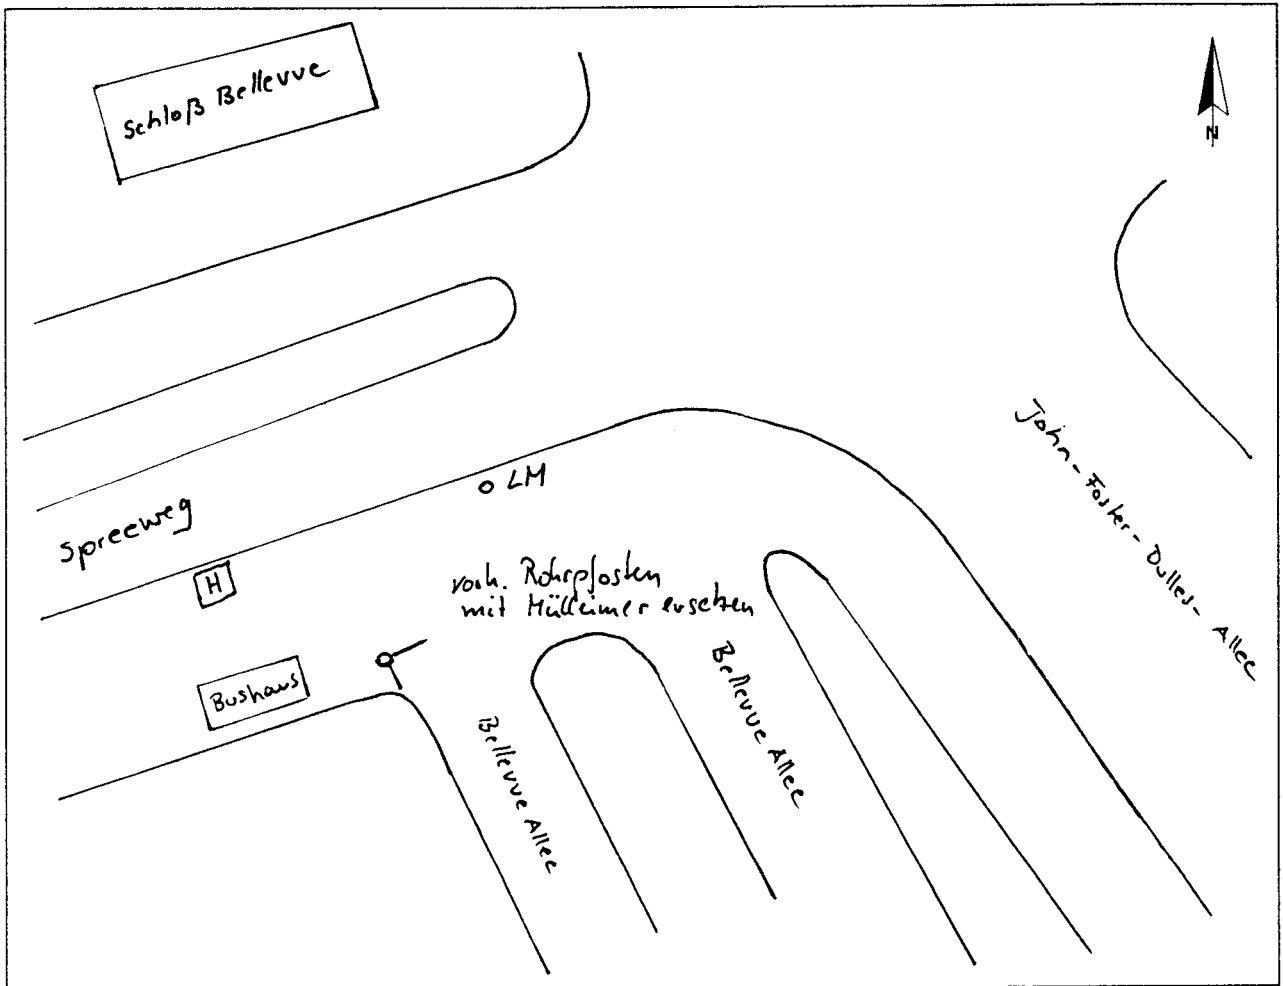 Schloß Bellevue
N
Spreeweg
LM
H
vorh. Rohrpfosten
mit Mülleimer ersetzen
Bushaus
Bellevue Allee
Bellevue Allee
John-Foster-Dulles-Allee